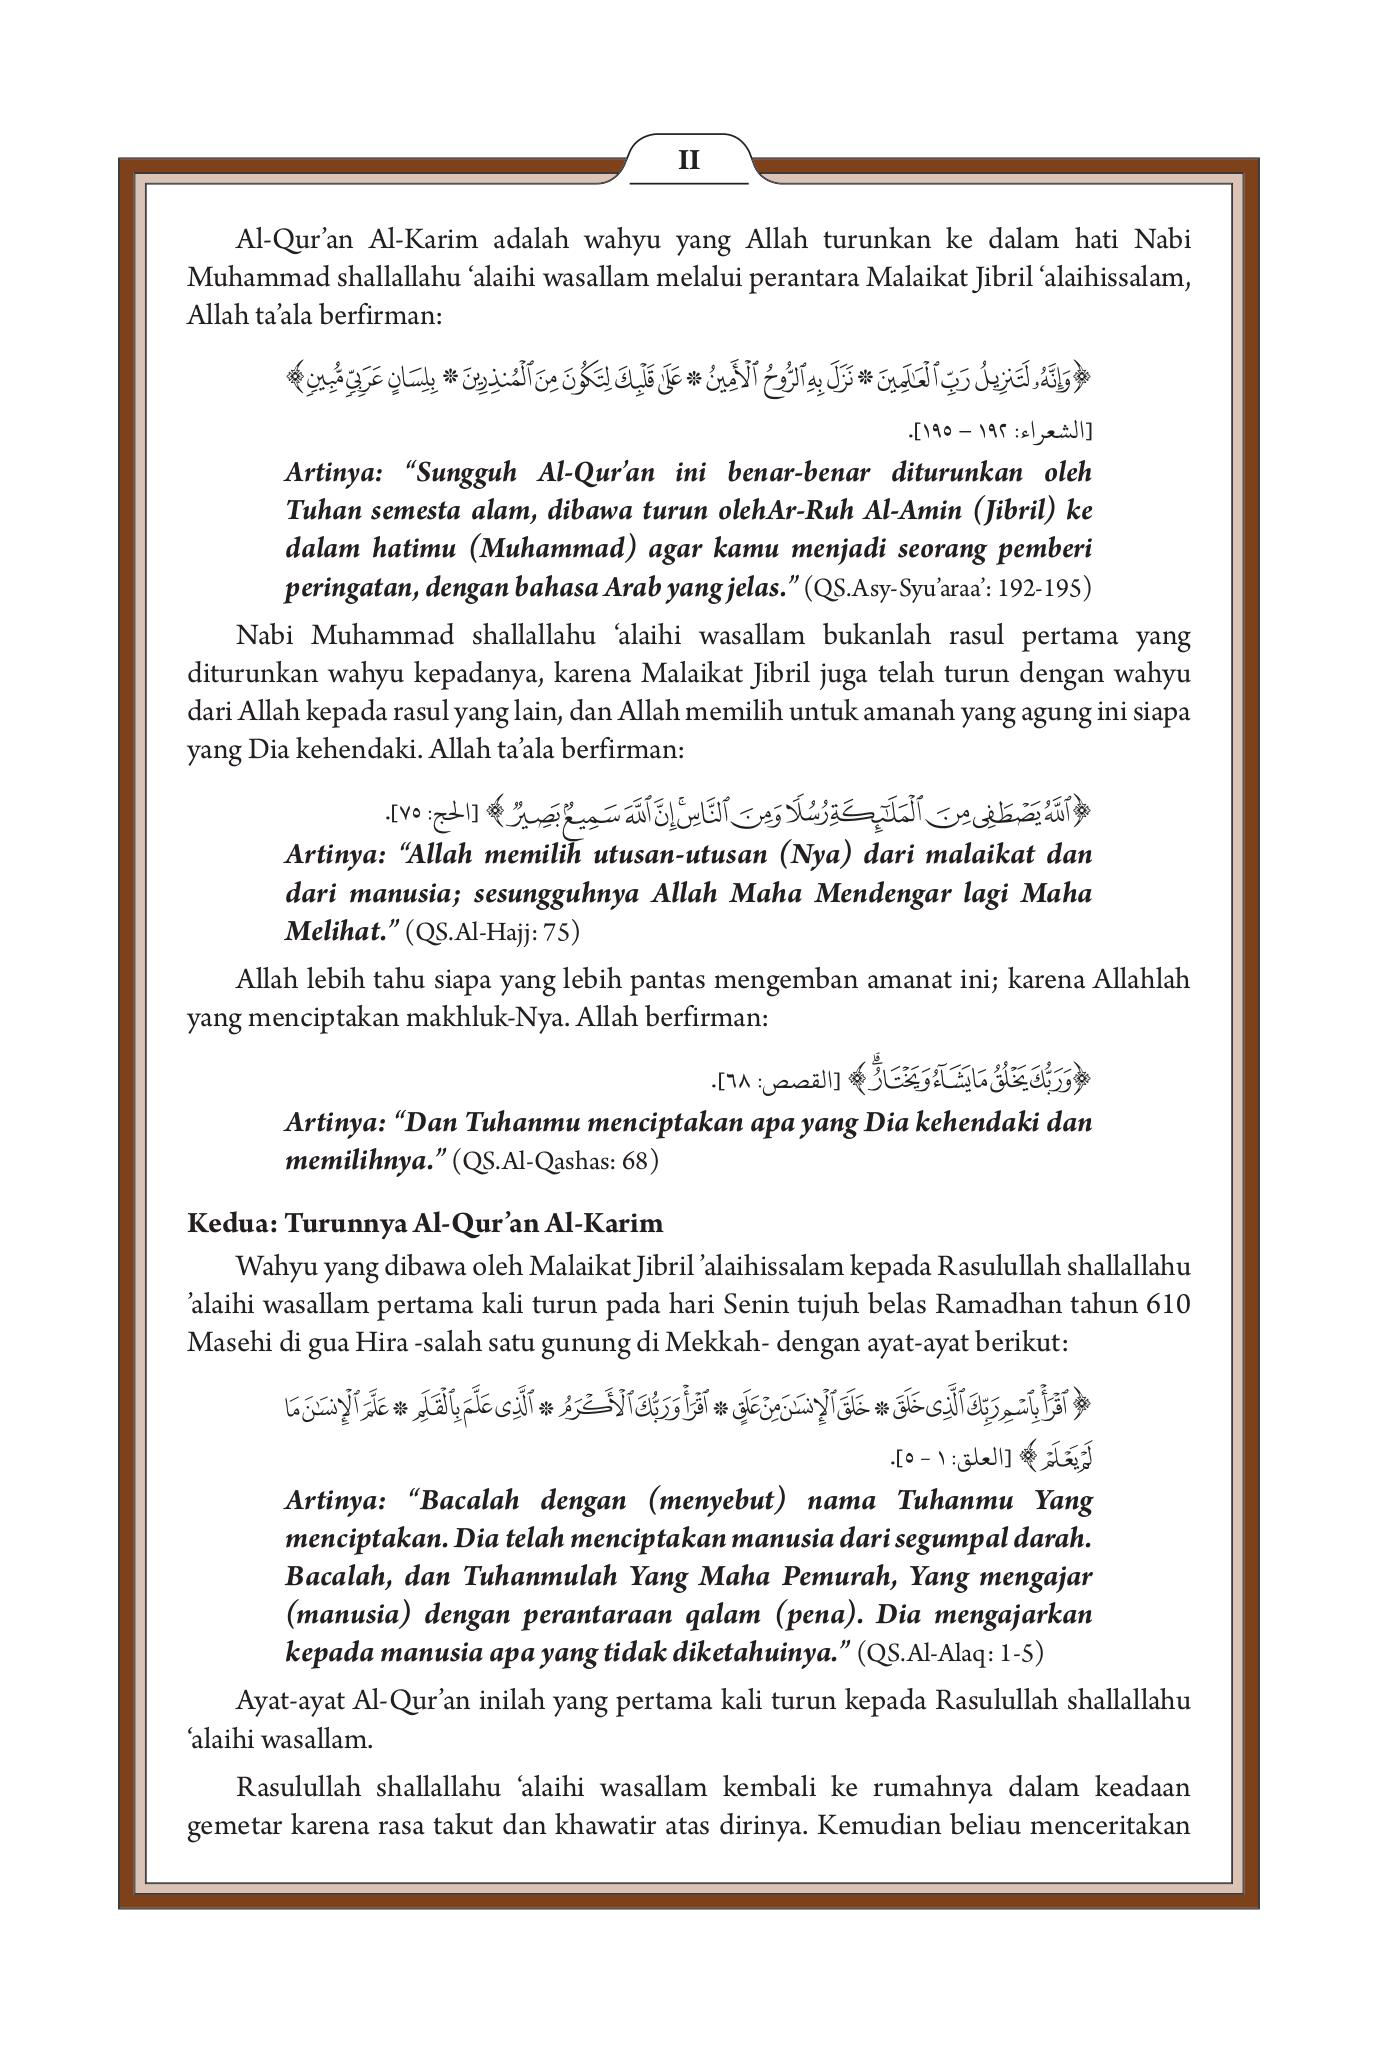 II
Al-Qur’an Al-Karim adalah wahyu yang Allah turunkan ke dalam hati Nabi
Muhammad shallallahu ‘alaihi wasallam melalui perantara Malaikat Jibril ‘alaihissalam,
Allah ta’ala berfirman:
﴿وَإِنَّهُۥ لَتَنزِيلُ رَبِّ ٱلْعَٰلَمِينَ * نَزَلَ بِهِ ٱلرُّوحُ ٱلْأَمِينُ * عَلَىٰ قَلْبِكَ لِتَكُونَ مِنَ ٱلْمُنذِرِينَ * بِلِسَانٍ عَرَبِيٍّ مُّبِينٍ﴾
[الشعراء: ١٩٢ – ١٩٥].
Artinya: “Sungguh Al-Qur’an ini benar-benar diturunkan oleh
Tuhan semesta alam, dibawa turun olehAr-Ruh Al-Amin (Jibril) ke
dalam hatimu (Muhammad) agar kamu menjadi seorang pemberi
peringatan, dengan bahasa Arab yang jelas.” (QS.Asy-Syu’araa’: 192-195)
Nabi Muhammad shallallahu ‘alaihi wasallam bukanlah rasul pertama yang
diturunkan wahyu kepadanya, karena Malaikat Jibril juga telah turun dengan wahyu
dari Allah kepada rasul yang lain, dan Allah memilih untuk amanah yang agung ini siapa
yang Dia kehendaki. Allah ta’ala berfirman:
﴿ٱللَّهُ يَصْطَفِى مِنَ ٱلْمَلَٰٓئِكَةِ رُسُلًا وَمِنَ ٱلنَّاسِ ۚ إِنَّ ٱللَّهَ سَمِيعٌۢ بَصِيرٌ﴾ [الحج: ٧٥].
Artinya: “Allah memilih utusan-utusan (Nya) dari malaikat dan
dari manusia; sesungguhnya Allah Maha Mendengar lagi Maha
Melihat.” (QS.Al-Hajj: 75)
Allah lebih tahu siapa yang lebih pantas mengemban amanat ini; karena Allahlah
yang menciptakan makhluk-Nya. Allah berfirman:
﴿وَرَبُّكَ يَخْلُقُ مَا يَشَآءُ وَيَخْتَارُ ۗ﴾ [القصص: ٦٨].
Artinya: “Dan Tuhanmu menciptakan apa yang Dia kehendaki dan
memilihnya.” (QS.Al-Qashas: 68)
Kedua: Turunnya Al-Qur’an Al-Karim
Wahyu yang dibawa oleh Malaikat Jibril ’alaihissalam kepada Rasulullah shallallahu
’alaihi wasallam pertama kali turun pada hari Senin tujuh belas Ramadhan tahun 610
Masehi di gua Hira -salah satu gunung di Mekkah- dengan ayat-ayat berikut:
﴿ٱقْرَأْ بِٱسْمِ رَبِّكَ ٱلَّذِى خَلَقَ * خَلَقَ ٱلْإِنسَٰنَ مِنْ عَلَقٍ * ٱقْرَأْ وَرَبُّكَ ٱلْأَكْرَمُ * ٱلَّذِى عَلَّمَ بِٱلْقَلَمِ * عَلَّمَ ٱلْإِنسَٰنَ مَا
لَمْ يَعْلَمْ﴾ [العلق: ١ - ٥].
Artinya: “Bacalah dengan (menyebut) nama Tuhanmu Yang
menciptakan. Dia telah menciptakan manusia dari segumpal darah.
Bacalah, dan Tuhanmulah Yang Maha Pemurah, Yang mengajar
(manusia) dengan perantaraan qalam (pena). Dia mengajarkan
kepada manusia apa yang tidak diketahuinya.” (QS.Al-Alaq: 1-5)
Ayat-ayat Al-Qur’an inilah yang pertama kali turun kepada Rasulullah shallallahu
‘alaihi wasallam.
Rasulullah shallallahu ‘alaihi wasallam kembali ke rumahnya dalam keadaan
gemetar karena rasa takut dan khawatir atas dirinya. Kemudian beliau menceritakan